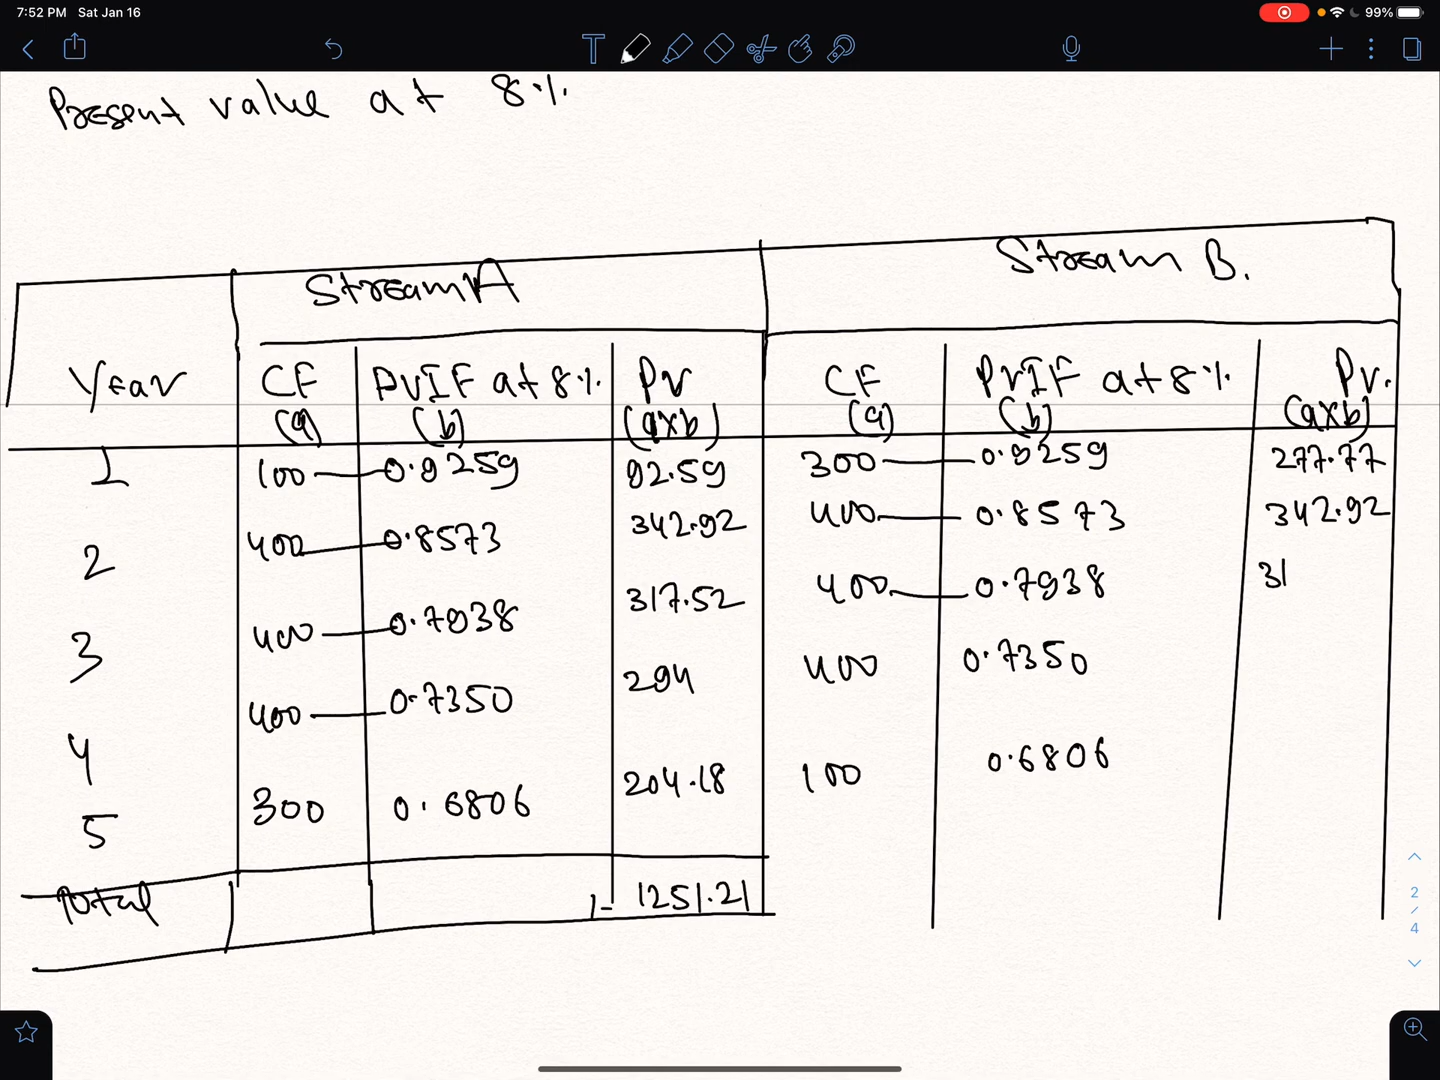 7:52 PM Sat Jan 16
99%
Present value at 8%
Stream A
Stream B.
Year CF PVIF at 8% PV CF PVIF at 8% PV.
(a) (b) (axb) (a) (b) (axb)
1 100 0.9259 92.59 300 0.9259 277.77
2 400 0.8573 342.92 400 0.8573 342.92
3 400 0.7938 317.52 400 0.7938 31
4 400 0.7350 294 400 0.7350
5 300 0.6806 204.18 100 0.6806
Total 1251.21
2
/
4